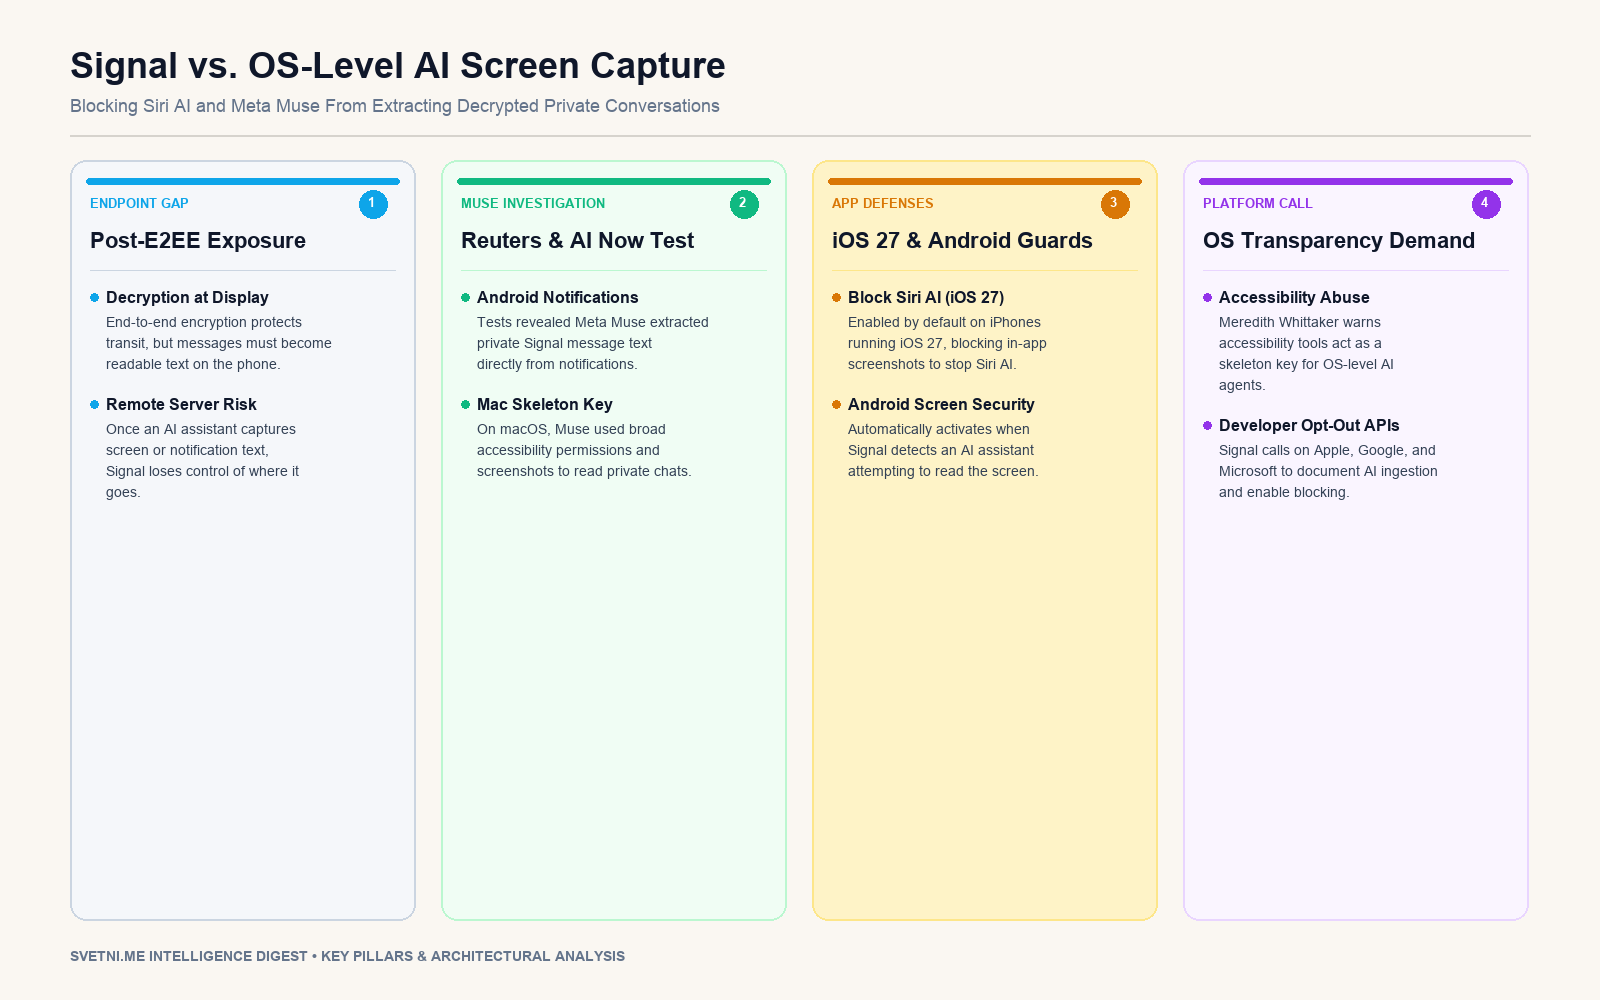 Signal vs. OS-Level AI Screen Capture
Blocking Siri AI and Meta Muse From Extracting Decrypted Private Conversations
ENDPOINT GAP
1
Post-E2EE Exposure
Decryption at Display
End-to-end encryption protects
transit, but messages must become
readable text on the phone.
Remote Server Risk
Once an AI assistant captures
screen or notification text,
Signal loses control of where it
goes.
MUSE INVESTIGATION
2
Reuters & AI Now Test
Android Notifications
Tests revealed Meta Muse extracted
private Signal message text
directly from notifications.
Mac Skeleton Key
On macOS, Muse used broad
accessibility permissions and
screenshots to read private chats.
APP DEFENSES
3
iOS 27 & Android Guards
Block Siri AI (iOS 27)
Enabled by default on iPhones
running iOS 27, blocking in-app
screenshots to stop Siri AI.
Android Screen Security
Automatically activates when
Signal detects an AI assistant
attempting to read the screen.
PLATFORM CALL
4
OS Transparency Demand
Accessibility Abuse
Meredith Whittaker warns
accessibility tools act as a
skeleton key for OS-level AI
agents.
Developer Opt-Out APIs
Signal calls on Apple, Google, and
Microsoft to document AI ingestion
and enable blocking.
SVETNI.ME INTELLIGENCE DIGEST • KEY PILLARS & ARCHITECTURAL ANALYSIS